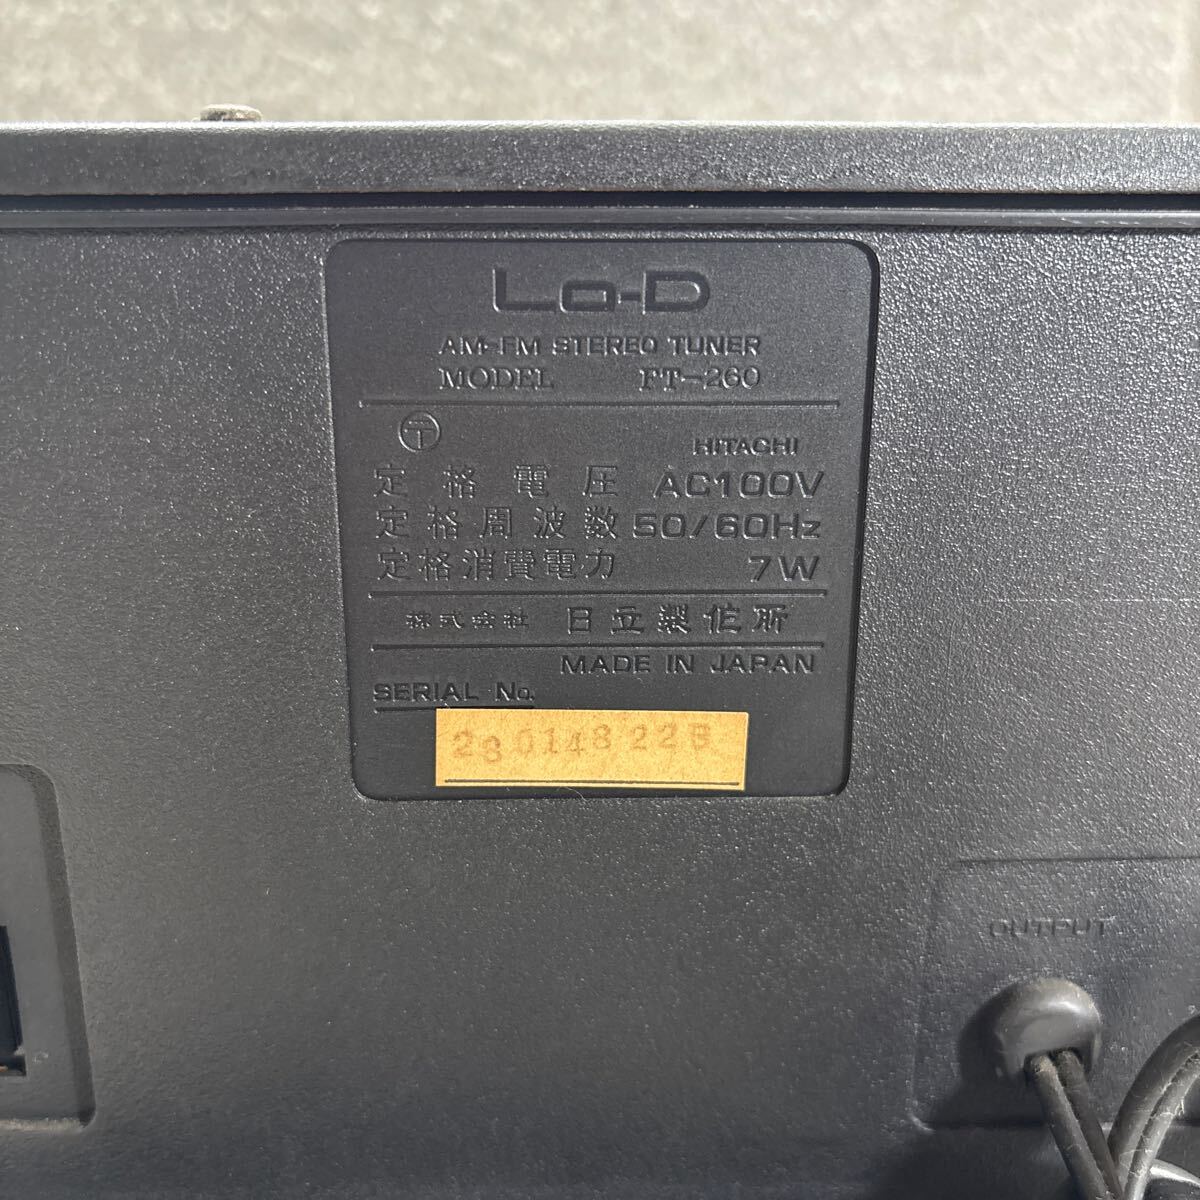 Lo-D
AM-FM STEREO TUNER
MODEL FT-260
〒
HITACHI
定格電圧 AC100V
定格周波数 50/60Hz
定格消費電力 7W
株式会社 日立製作所
MADE IN JAPAN
SERIAL No.
OUTPUT